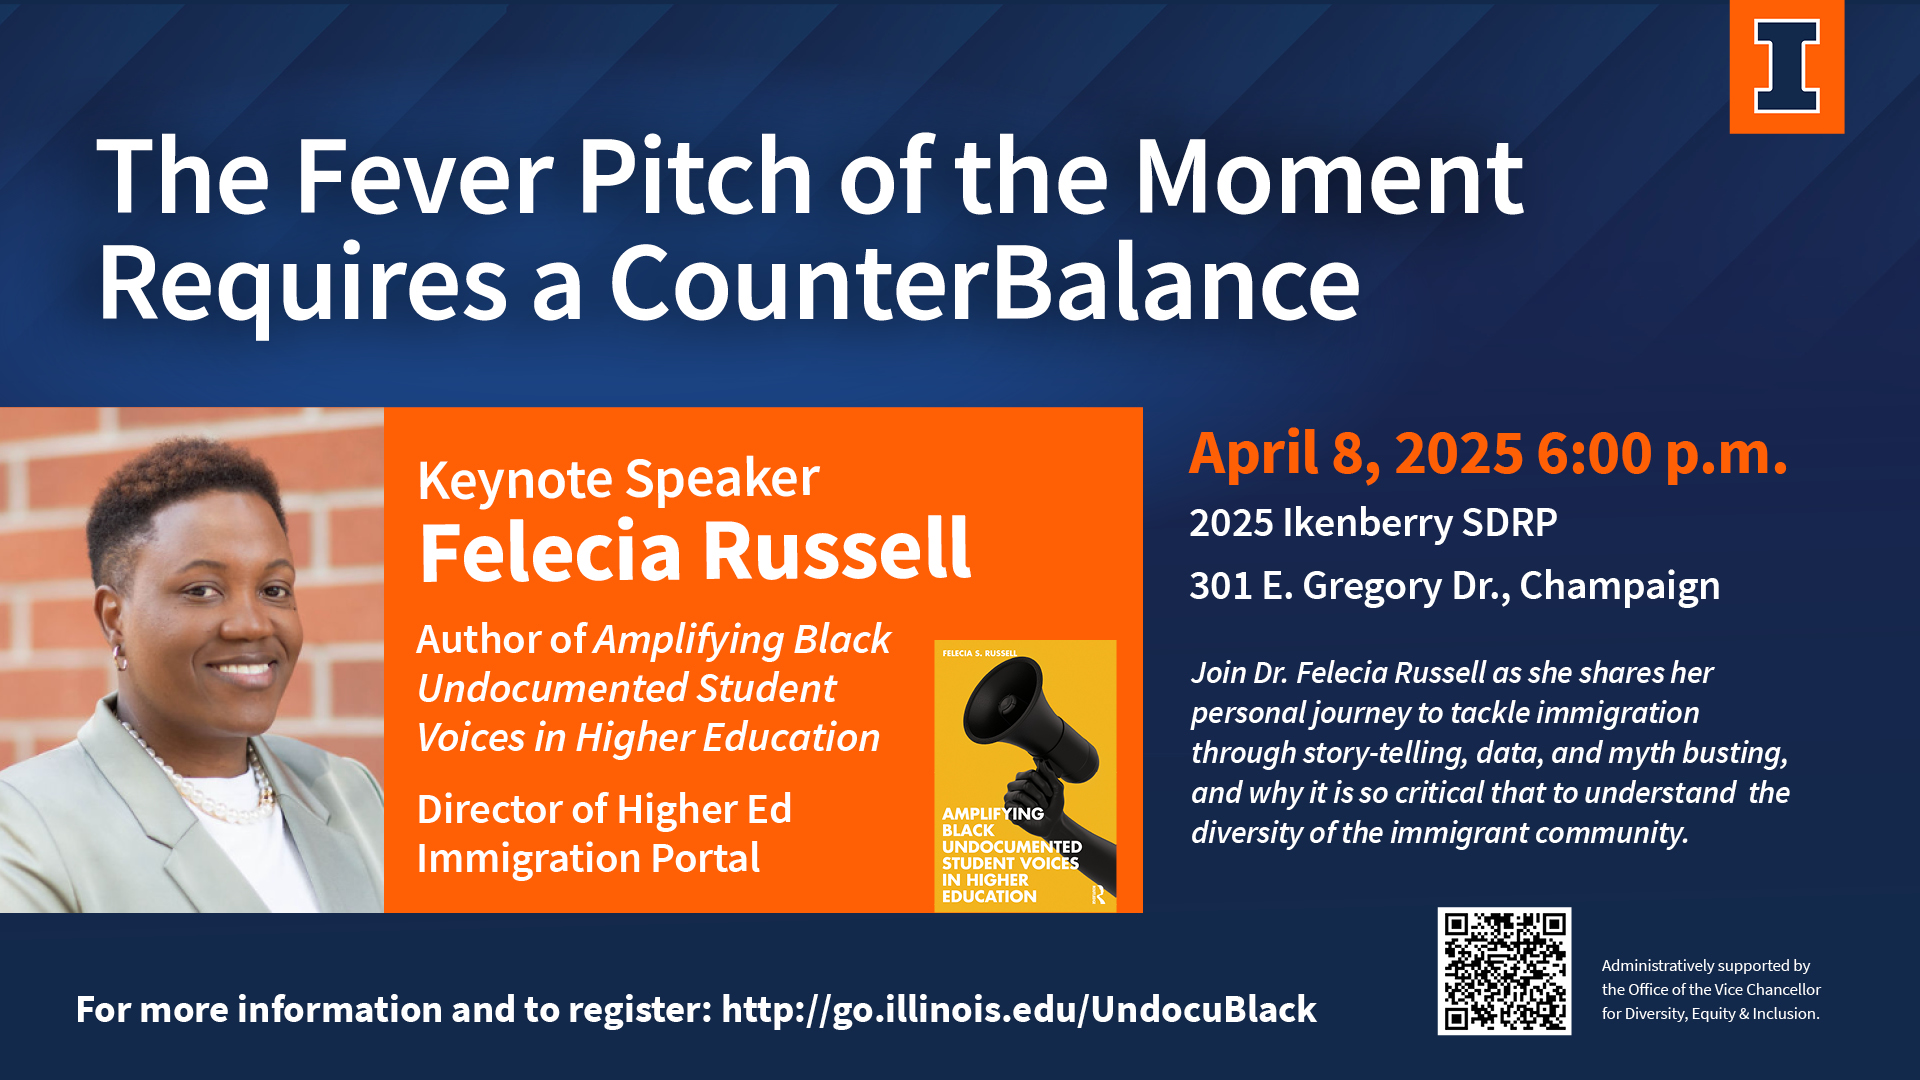 I
The Fever Pitch of the Moment
Requires a CounterBalance
Keynote Speaker
Felecia Russell
Author of Amplifying Black
Undocumented Student
Voices in Higher Education
Director of Higher Ed
Immigration Portal
FELECIA S. RUSSELL
AMPLIFYING
BLACK
UNDOCUMENTED
STUDENT VOICES
IN HIGHER
EDUCATION
R
April 8, 2025 6:00 p.m.
2025 Ikenberry SDRP
301 E. Gregory Dr., Champaign
Join Dr. Felecia Russell as she shares her
personal journey to tackle immigration
through story-telling, data, and myth busting,
and why it is so critical that to understand the
diversity of the immigrant community.
For more information and to register: http://go.illinois.edu/UndocuBlack
Administratively supported by
the Office of the Vice Chancellor
for Diversity, Equity & Inclusion.